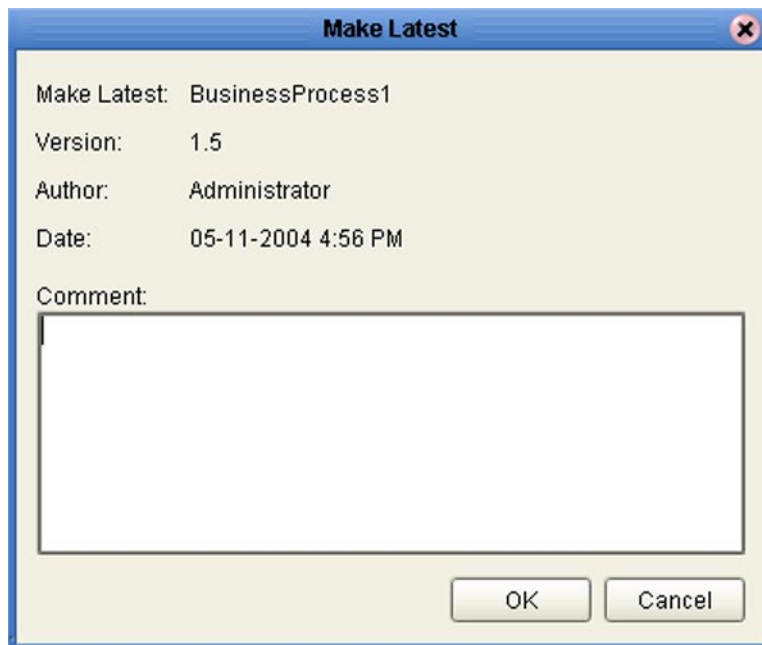 Make Latest
Make Latest: BusinessProcess1
Version: 1.5
Author: Administrator
Date: 05-11-2004 4:56 PM
Comment:
OK Cancel